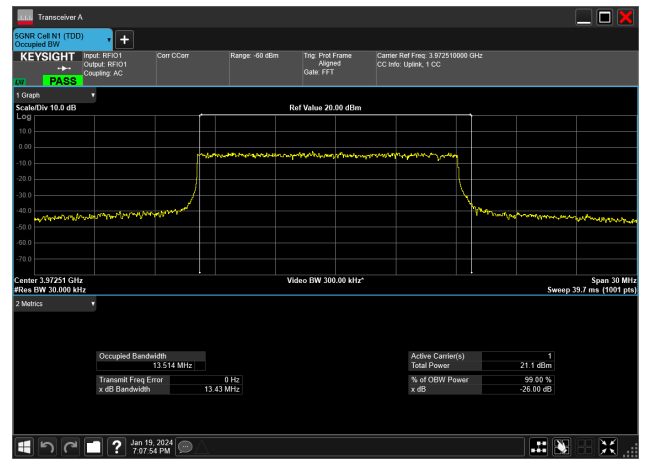 Transceiver A
5GNR Cell N1 (TDD)
Occupied BW
KEYSIGHT
Input: RFIO1
Output: RFIO1
Coupling: AC
Corr CCorr
Range: -60 dBm
Trig: Prot Frame
Aligned
Gate: FFT
Carrier Ref Freq: 3.972510000 GHz
CC Info: Uplink, 1 CC
LW PASS
1 Graph
Scale/Div 10.0 dB
Ref Value 20.00 dBm
Log
10.0
0.00
-10.0
-20.0
-30.0
-40.0
-50.0
-60.0
-70.0
Center 3.97251 GHz
Video BW 300.00 kHz*
Span 30 MHz
#Res BW 30.000 kHz
Sweep 39.7 ms (1001 pts)
2 Metrics
Occupied Bandwidth
13.514 MHz
Active Carrier(s) 1
Total Power 21.1 dBm
Transmit Freq Error 0 Hz
x dB Bandwidth 13.43 MHz
% of OBW Power 99.00 %
x dB -26.00 dB
Jan 19, 2024
7:07:54 PM